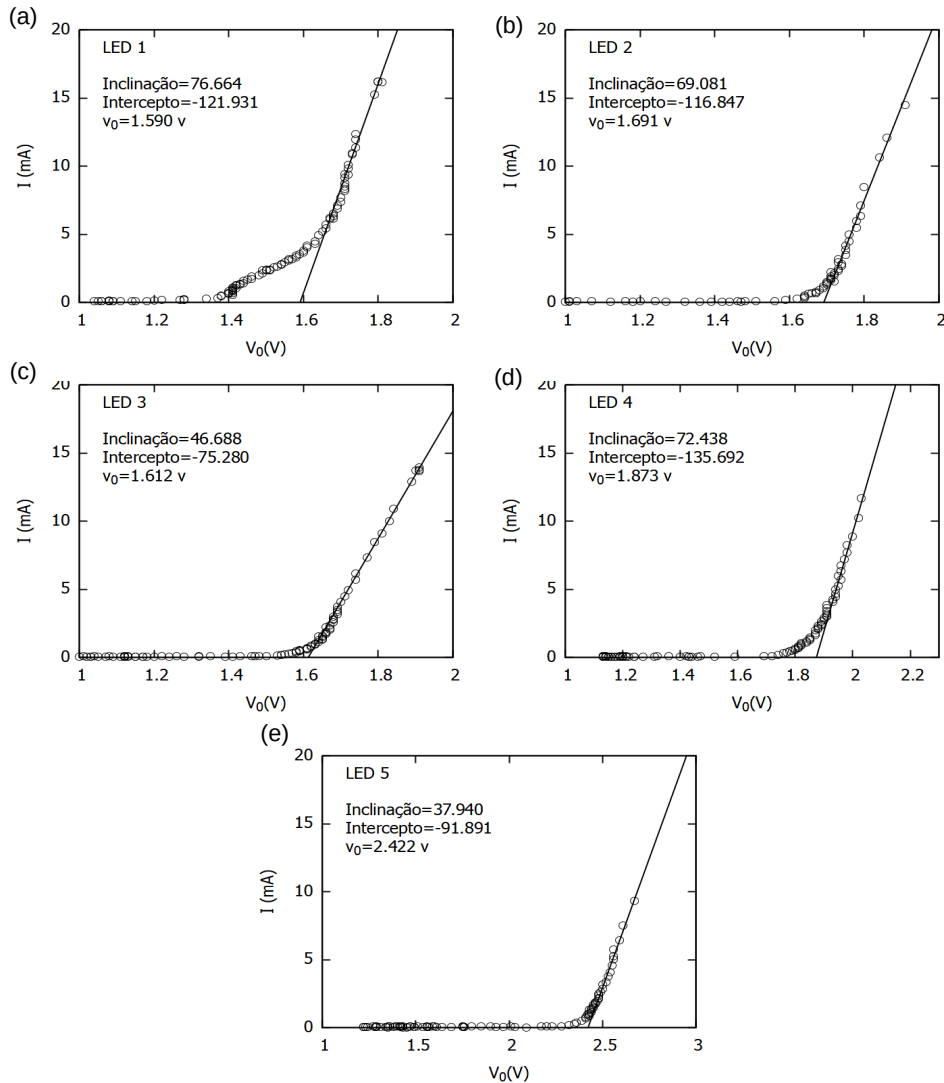 (a)
LED 1
Inclinação=76.664
Intercepto=-121.931
v0=1.590 v
I (mA)
20
15
10
5
0
1
1.2
1.4
1.6
1.8
2
V0(V)
(b)
LED 2
Inclinação=69.081
Intercepto=-116.847
v0=1.691 v
I (mA)
20
15
10
5
0
1
1.2
1.4
1.6
1.8
2
V0(V)
(c)
LED 3
Inclinação=46.688
Intercepto=-75.280
v0=1.612 v
I (mA)
20
15
10
5
0
1
1.2
1.4
1.6
1.8
2
V0(V)
(d)
LED 4
Inclinação=72.438
Intercepto=-135.692
v0=1.873 v
I (mA)
20
15
10
5
0
1
1.2
1.4
1.6
1.8
2
2.2
V0(V)
(e)
LED 5
Inclinação=37.940
Intercepto=-91.891
v0=2.422 v
I (mA)
20
15
10
5
0
1
1.5
2
2.5
3
V0(V)